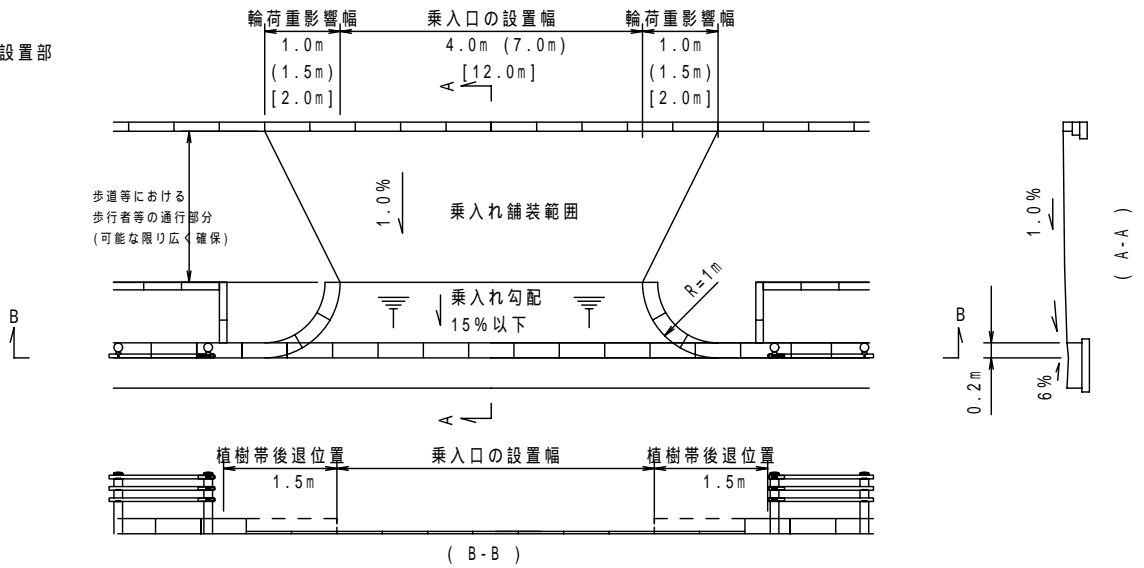 設置部
輪荷重影響幅
乗入口の設置幅
輪荷重影響幅
1.0m
(1.5m)
[2.0m]
4.0m (7.0m)
[12.0m]
1.0m
(1.5m)
[2.0m]
A
歩道等における
歩行者等の通行部分
(可能な限り広く確保)
1.0%
乗入れ舗装範囲
1.0%
( A-A )
R=1m
乗入れ勾配
15%以下
B
B
0.2m
6%
A
植樹帯後退位置
乗入口の設置幅
植樹帯後退位置
1.5m
1.5m
( B-B )